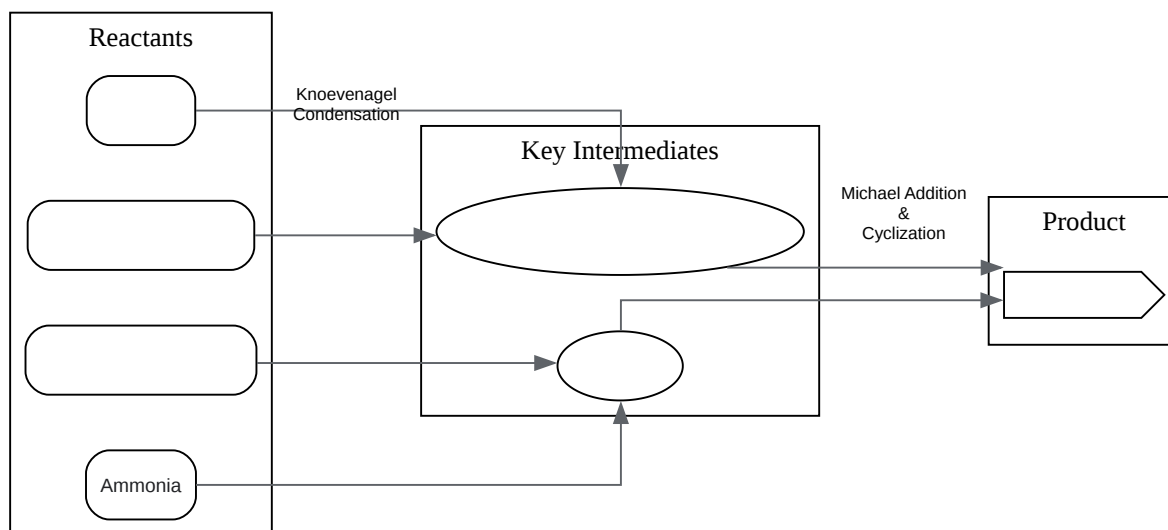 Reactants
Knoevenagel
Condensation
Key Intermediates
Michael Addition
&
Cyclization
Product
Ammonia